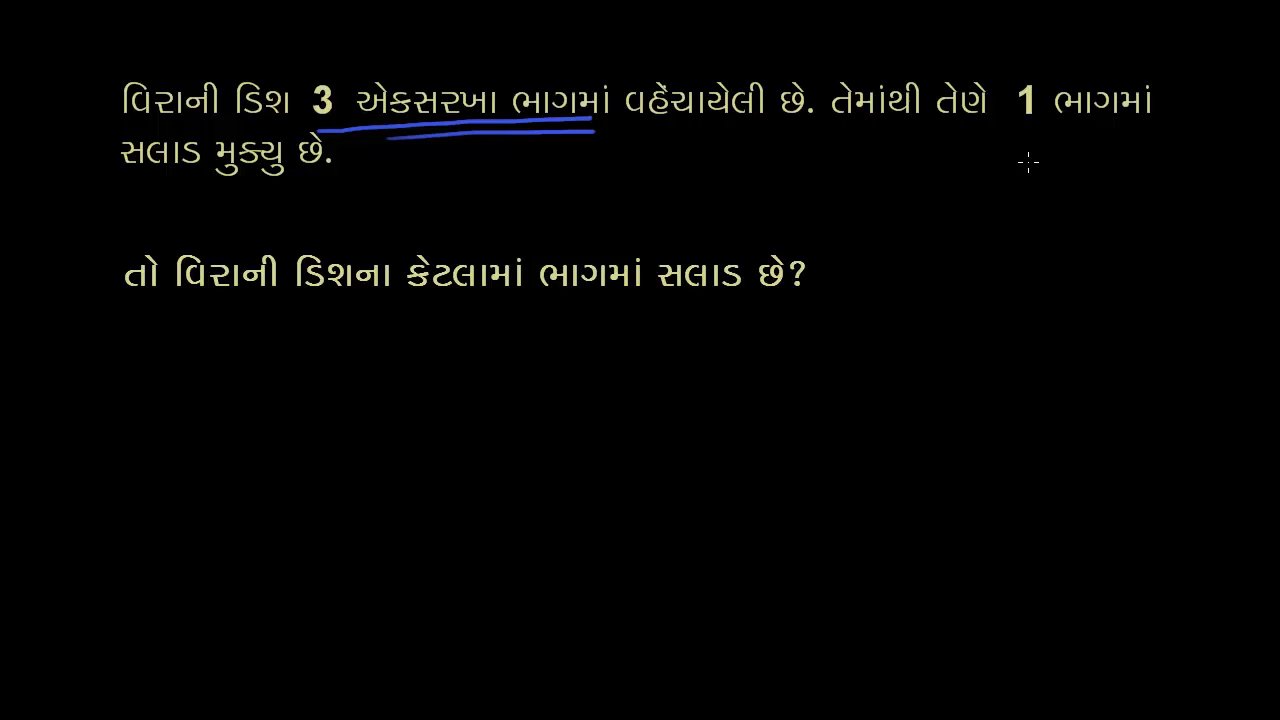 વિરાની ડિશ 3 એકસરખા ભાગમાં વહેંચાયેલી છે. તેમાંથી તેણે 1 ભાગમાં
સલાડ મુક્યુ છે.
તો વિરાની ડિશના કેટલામાં ભાગમાં સલાડ છે?